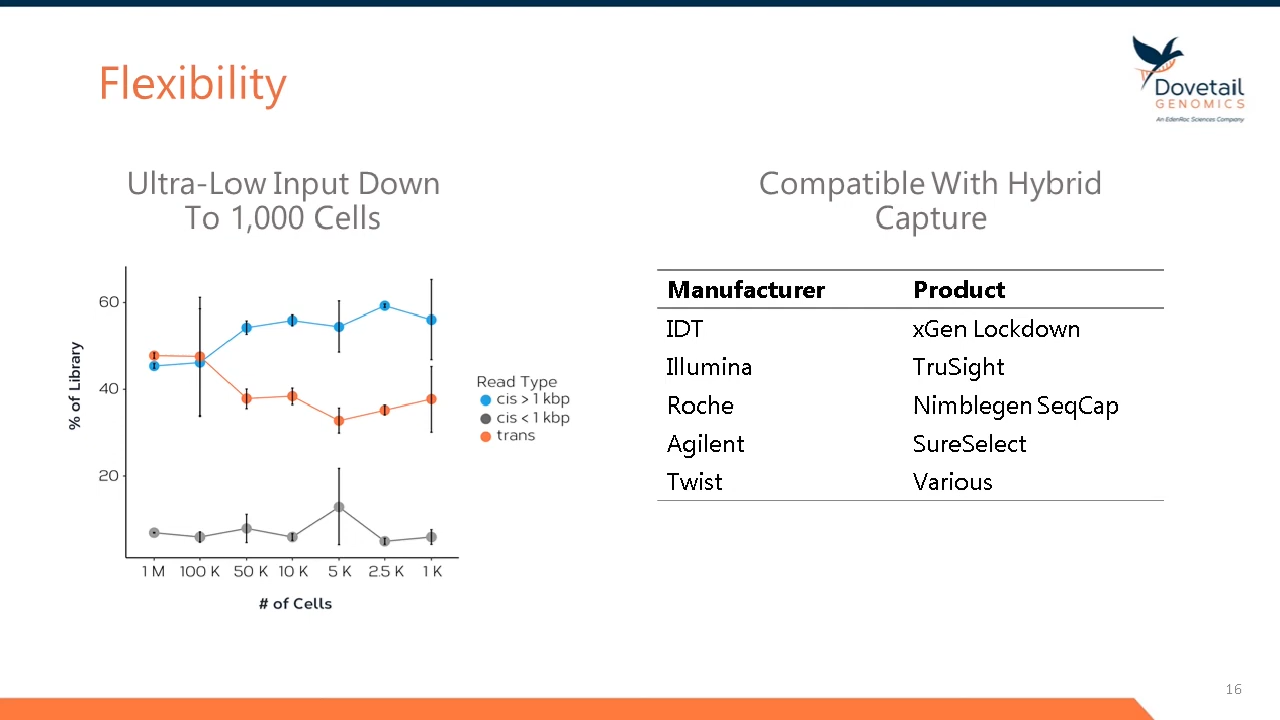 Flexibility
Dovetail
GENOMICS
An EdenRoc Sciences Company
Ultra-Low Input Down
To 1,000 Cells
Compatible With Hybrid
Capture
% of Library
60
40
20
1 M 100 K 50 K 10 K 5 K 2.5 K 1 K
# of Cells
Read Type
cis > 1 kbp
cis < 1 kbp
trans
Manufacturer Product
IDT xGen Lockdown
Illumina TruSight
Roche Nimblegen SeqCap
Agilent SureSelect
Twist Various
16